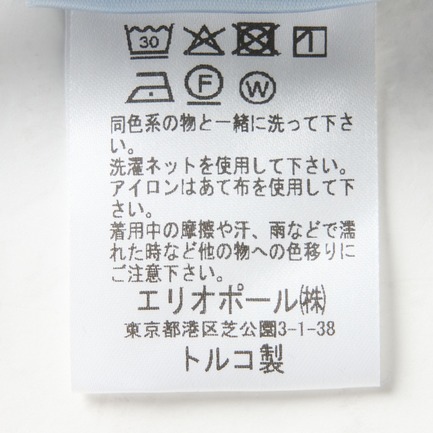 30
F W
同色系の物と一緒に洗って下さ
い。
洗濯ネットを使用して下さい。
アイロンはあて布を使用して下
さい。
着用中の摩擦や汗、雨などで濡
れた時など他の物への色移りに
ご注意下さい。
エリオポール㈱
東京都港区芝公園3-1-38
トルコ製